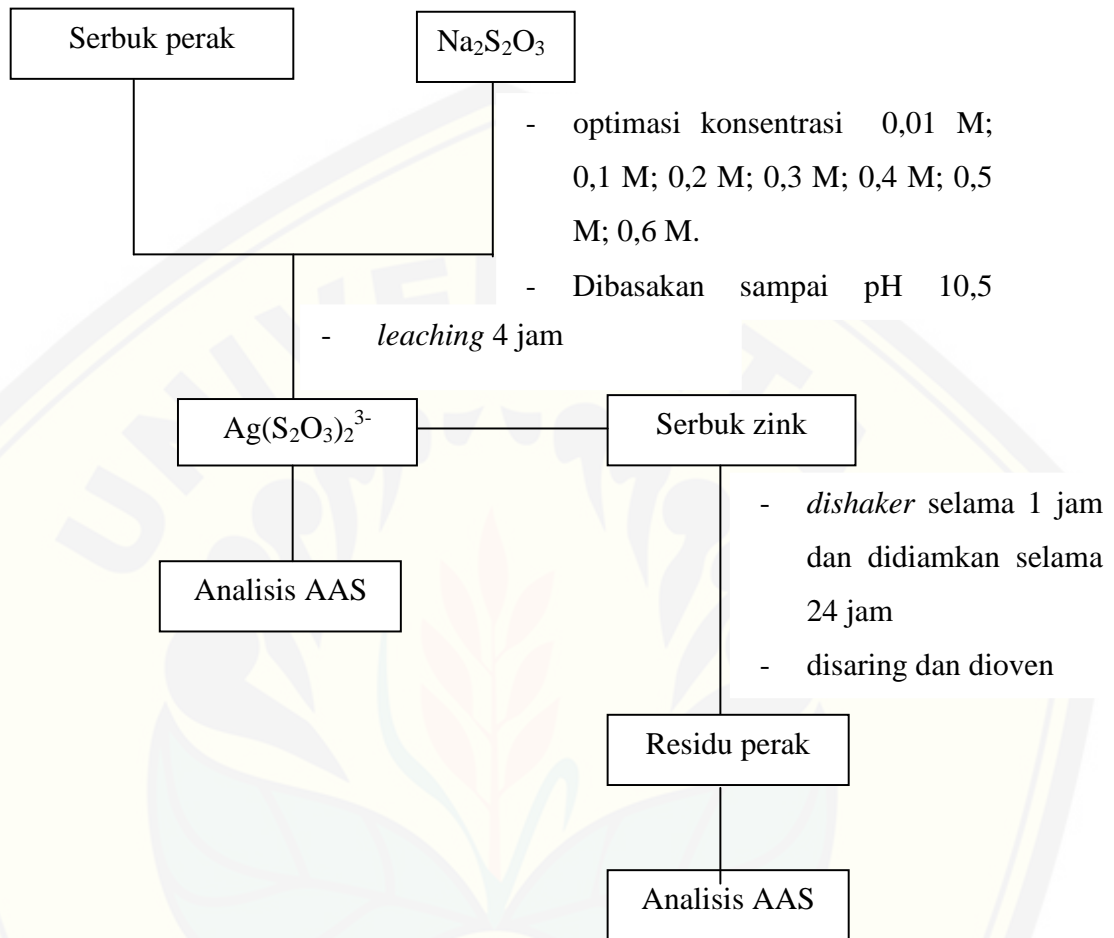 Serbuk perak
Na₂S₂O₃
- optimasi konsentrasi 0,01 M;
0,1 M; 0,2 M; 0,3 M; 0,4 M; 0,5
M; 0,6 M.
- Dibasakan sampai pH 10,5
- leaching 4 jam
Ag(S₂O₃)₂³⁻
Serbuk zink
- dishaker selama 1 jam
dan didiamkan selama
24 jam
- disaring dan dioven
Analisis AAS
Residu perak
Analisis AAS